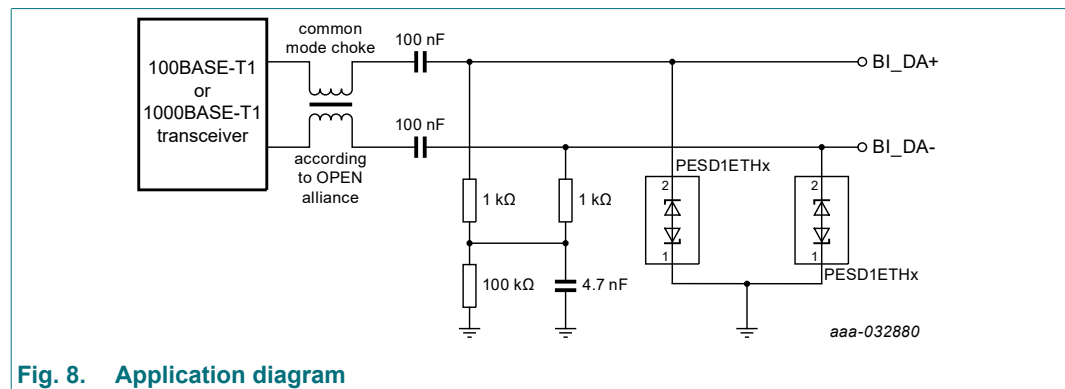 100BASE-T1
or
1000BASE-T1
transceiver
common
mode choke
according
to OPEN
alliance
100 nF
100 nF
BI_DA+
BI_DA-
1 kΩ
1 kΩ
100 kΩ
4.7 nF
PESD1ETHx
2
1
2
1
PESD1ETHx
aaa-032880
Fig. 8. Application diagram